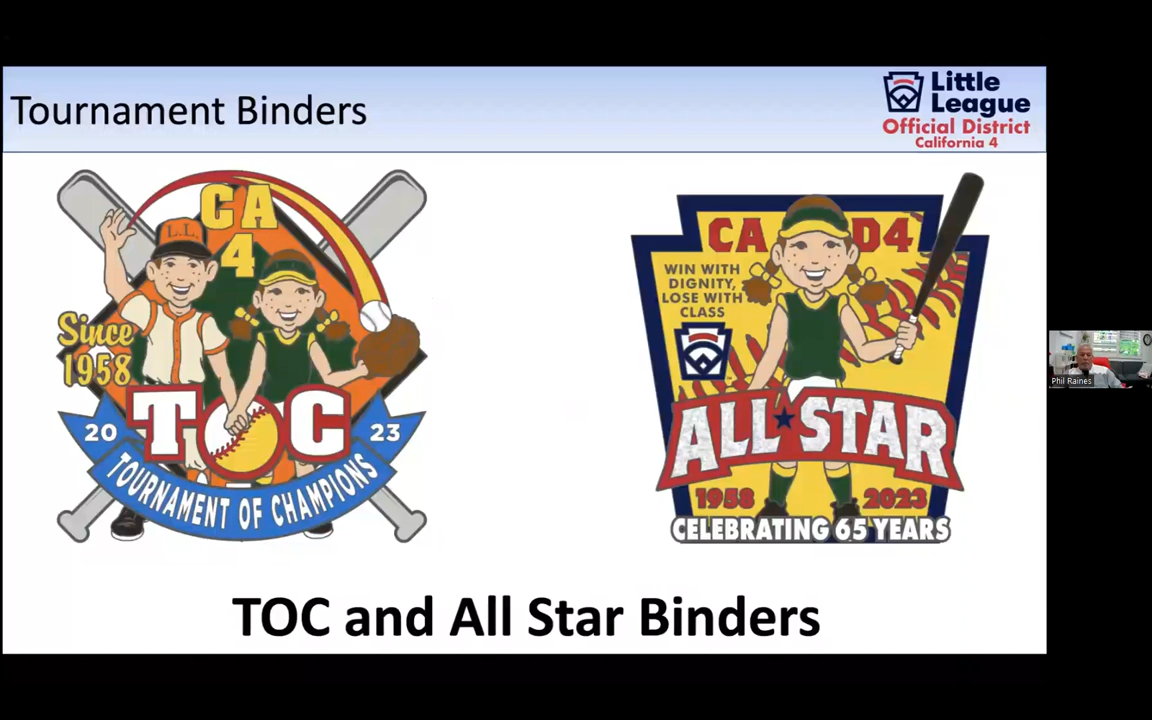 Tournament Binders
Little
League
Official District
California 4
CA
4
L.L.
Since
1958
TOC
20 23
TOURNAMENT OF CHAMPIONS
CA D4
WIN WITH
DIGNITY,
LOSE WITH
CLASS
ALL STAR
1958 2023
CELEBRATING 65 YEARS
TOC and All Star Binders
Phil Raines